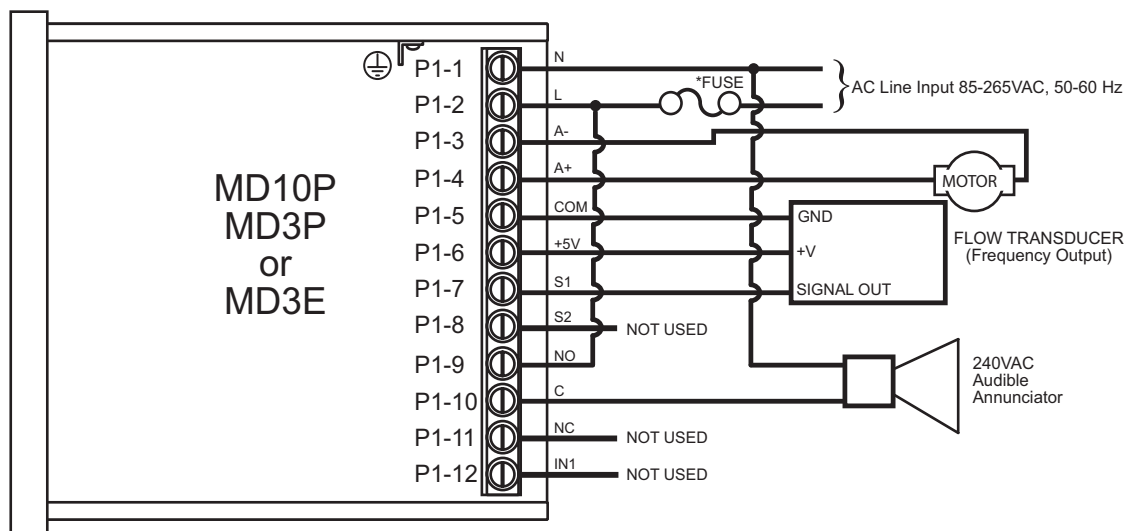 MD10P
MD3P
or
MD3E
P1-1 N
P1-2 L
P1-3 A-
P1-4 A+
P1-5 COM
P1-6 +5V
P1-7 S1
P1-8 S2 NOT USED
P1-9 NO
P1-10 C
P1-11 NC NOT USED
P1-12 IN1 NOT USED
*FUSE
AC Line Input 85-265VAC, 50-60 Hz
MOTOR
GND
+V
SIGNAL OUT
FLOW TRANSDUCER
(Frequency Output)
240VAC
Audible
Annunciator